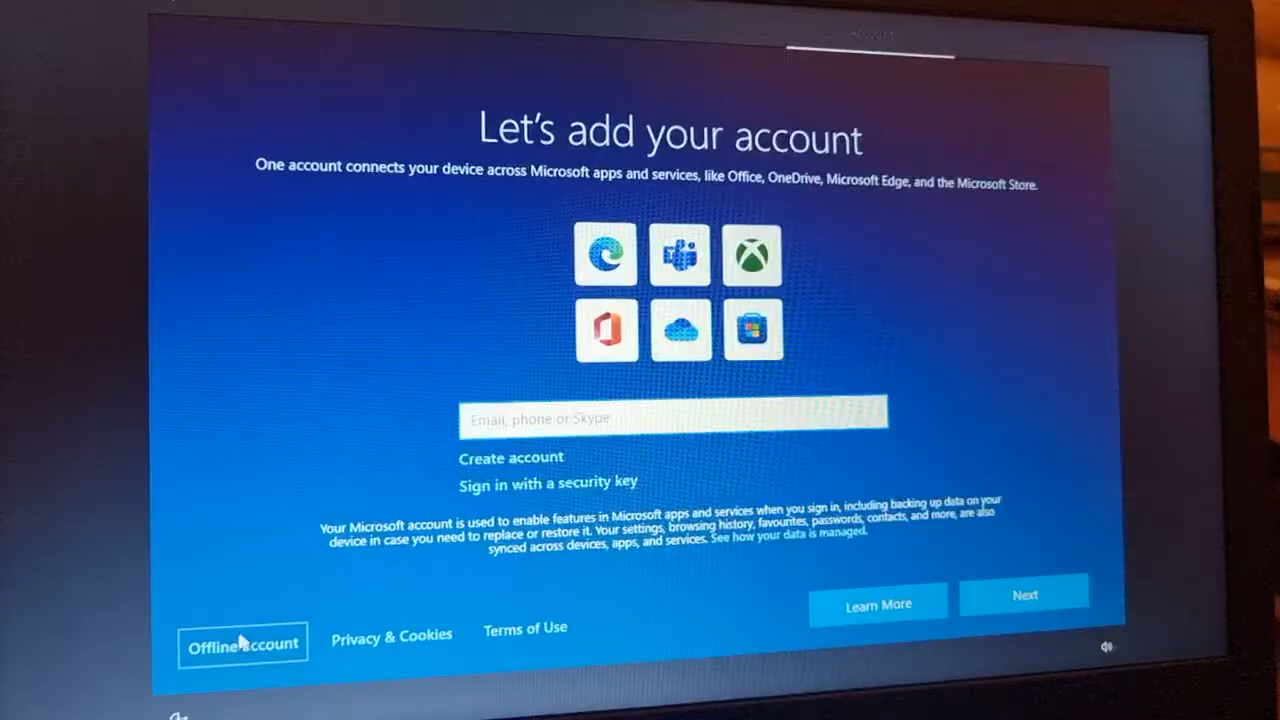 Account
Let's add your account
One account connects your device across Microsoft apps and services, like Office, OneDrive, Microsoft Edge, and the Microsoft Store.
Email, phone or Skype
Create account
Sign in with a security key
Your Microsoft account is used to enable features in Microsoft apps and services when you sign in, including backing up data on your
device in case you need to replace or restore it. Your settings, browsing history, favourites, passwords, contacts, and more, are also
synced across devices, apps, and services. See how your data is managed.
Learn More
Next
Offline account
Privacy & Cookies
Terms of Use